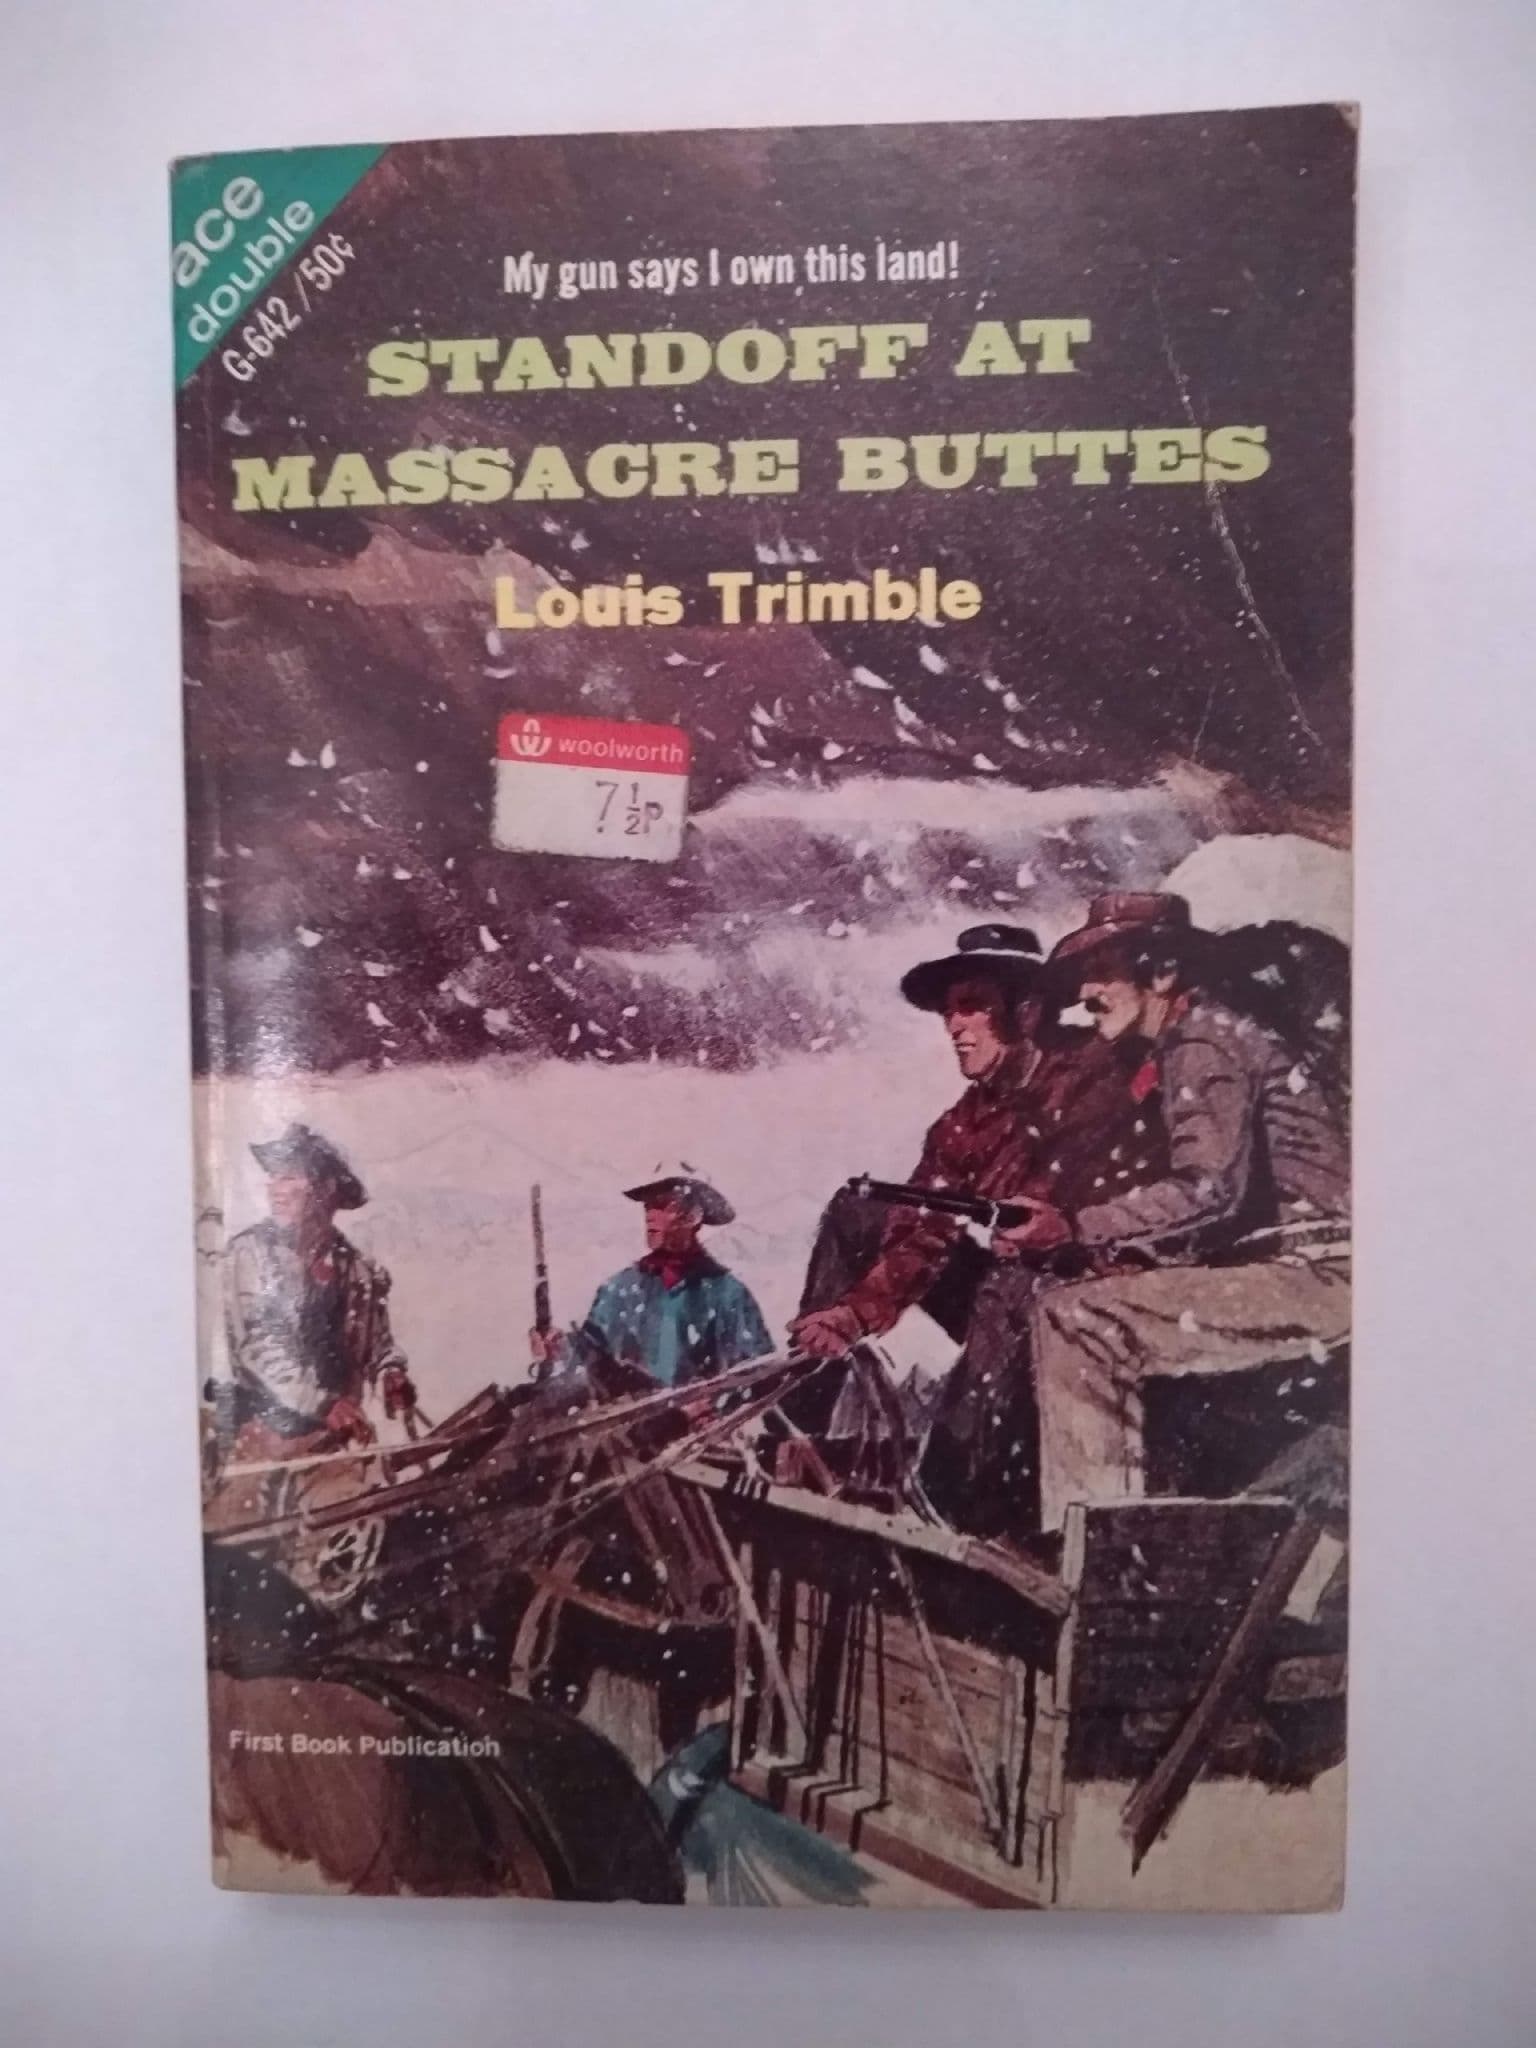 ace
double
G-642/50¢
My gun says I own this land!
STANDOFF AT
MASSACRE BUTTES
Louis Trimble
woolworth
7½p
First Book Publication